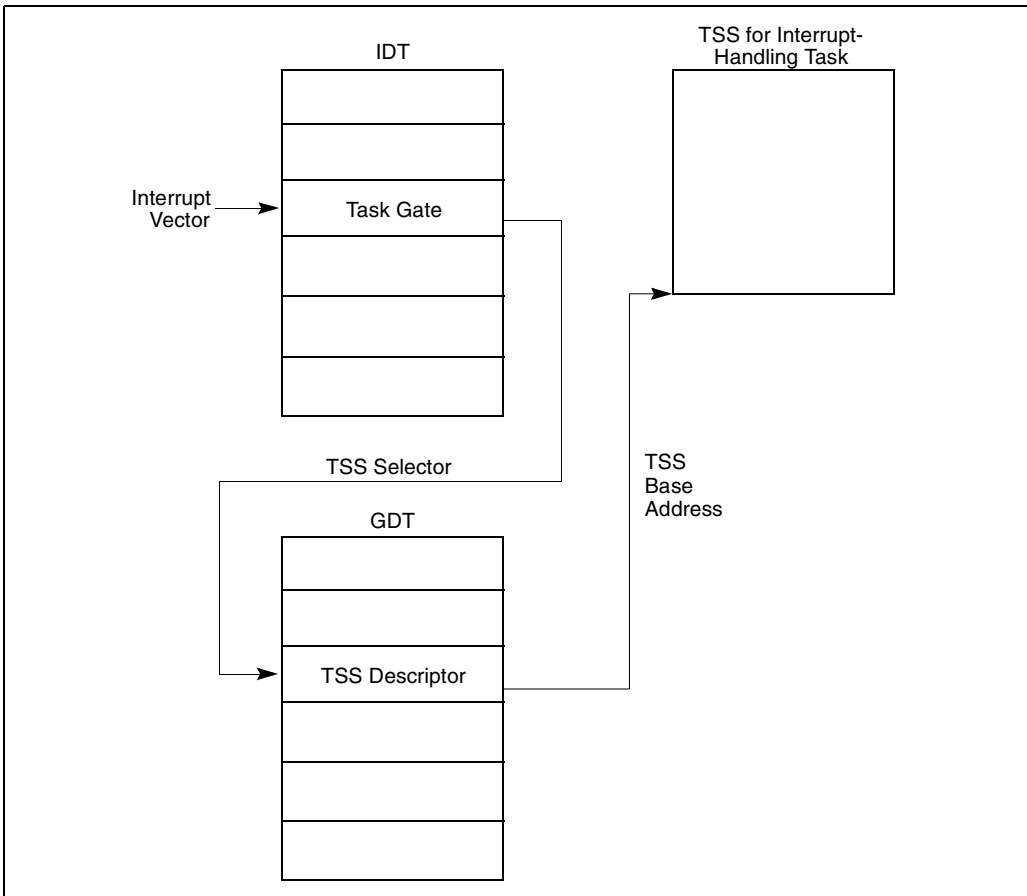 IDT
TSS for Interrupt-
Handling Task
Interrupt
Vector
Task Gate
TSS Selector
TSS
Base
Address
GDT
TSS Descriptor